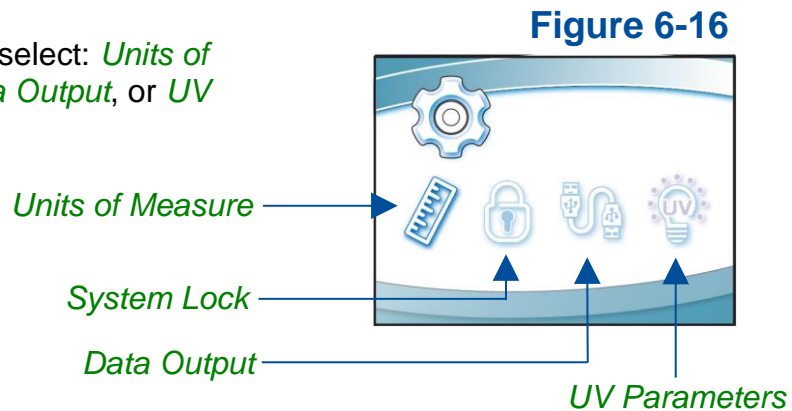 Figure 6-16
select: Units of
Output, or UV
Units of Measure
UV
System Lock
Data Output
UV Parameters